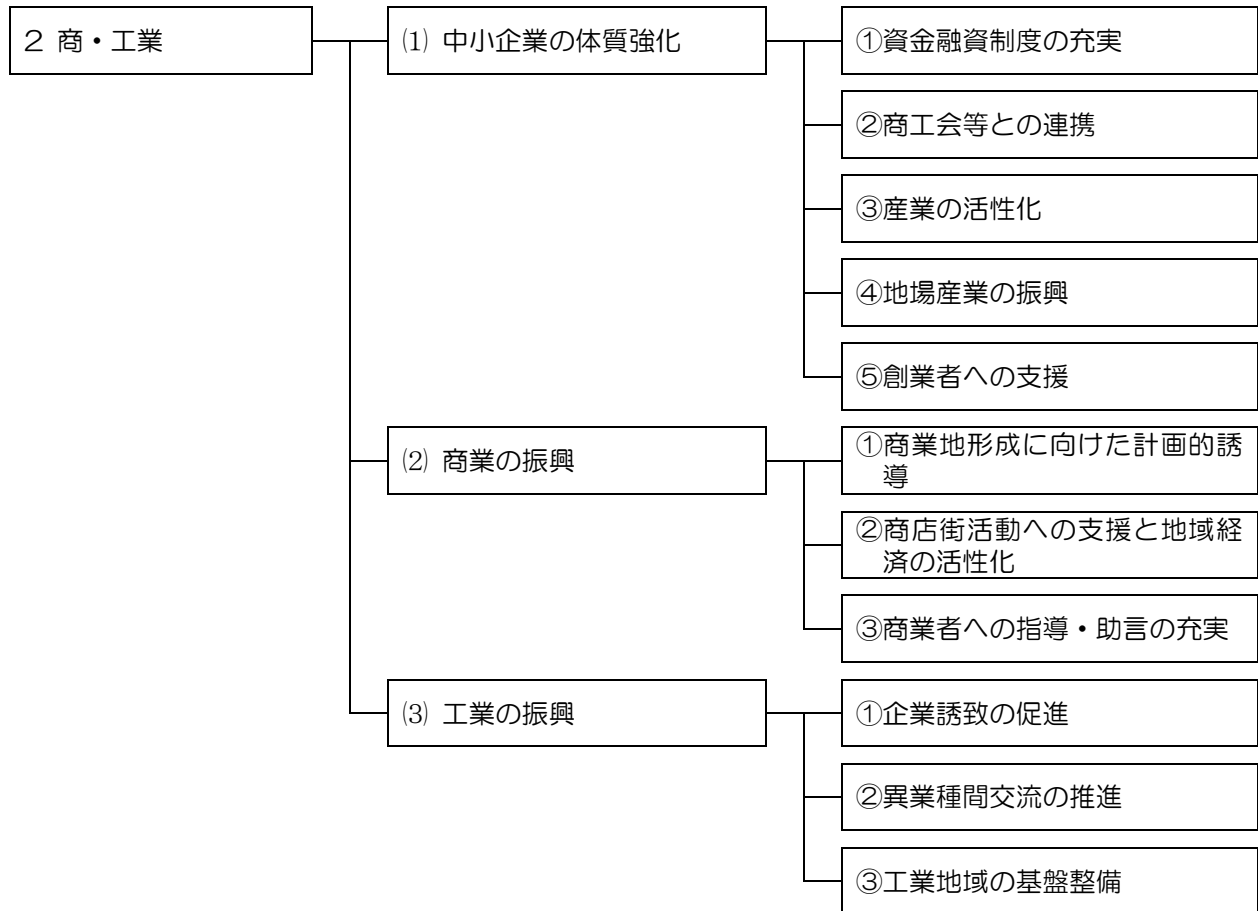 ２ 商・工業
⑴ 中小企業の体質強化
①資金融資制度の充実
②商工会等との連携
③産業の活性化
④地場産業の振興
⑤創業者への支援
⑵ 商業の振興
①商業地形成に向けた計画的誘
導
②商店街活動への支援と地域経
済の活性化
③商業者への指導・助言の充実
⑶ 工業の振興
①企業誘致の促進
②異業種間交流の推進
③工業地域の基盤整備